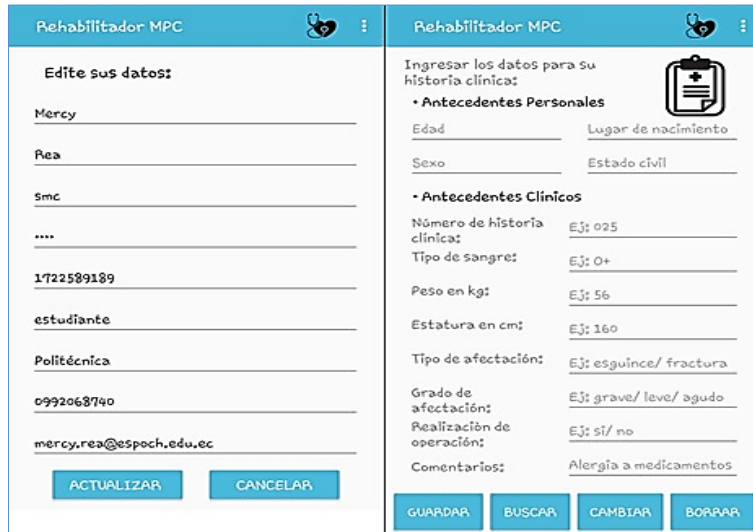 Rehabilitador MPC
Edite sus datos:
Mercy
Rea
smc
....
1722589189
estudiante
Politécnica
0992068740
mercy.rea@espoch.edu.ec
ACTUALIZAR CANCELAR
Rehabilitador MPC
Ingresar los datos para su
historia clínica:
• Antecedentes Personales
Edad Lugar de nacimiento
Sexo Estado civil
• Antecedentes Clínicos
Número de historia
clínica: Ej: 025
Tipo de sangre: Ej: O+
Peso en kg: Ej: 56
Estatura en cm: Ej: 160
Tipo de afectación: Ej: esguince/ fractura
Grado de
afectación: Ej: grave/ leve/ agudo
Realizaciòn de
operación: Ej: si/ no
Comentarios: Alergia a medicamentos
GUARDAR BUSCAR CAMBIAR BORRAR